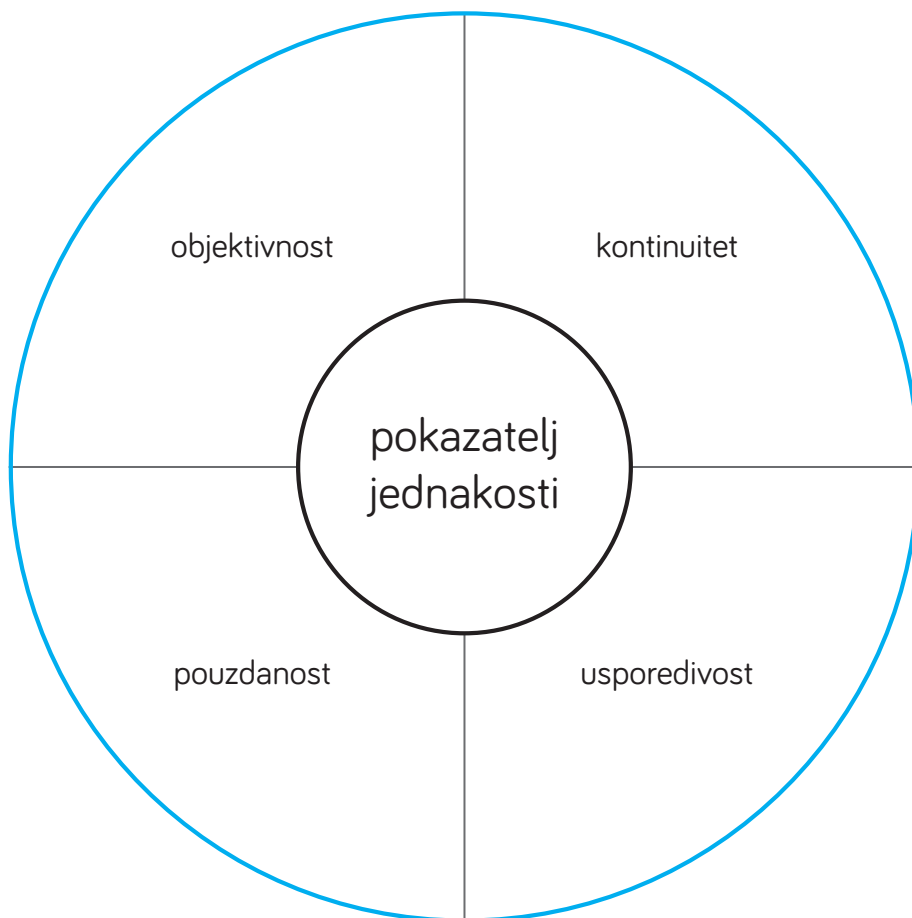 objektivnost
kontinuitet
pokazatelj
jednakosti
pouzdanost
usporedivost